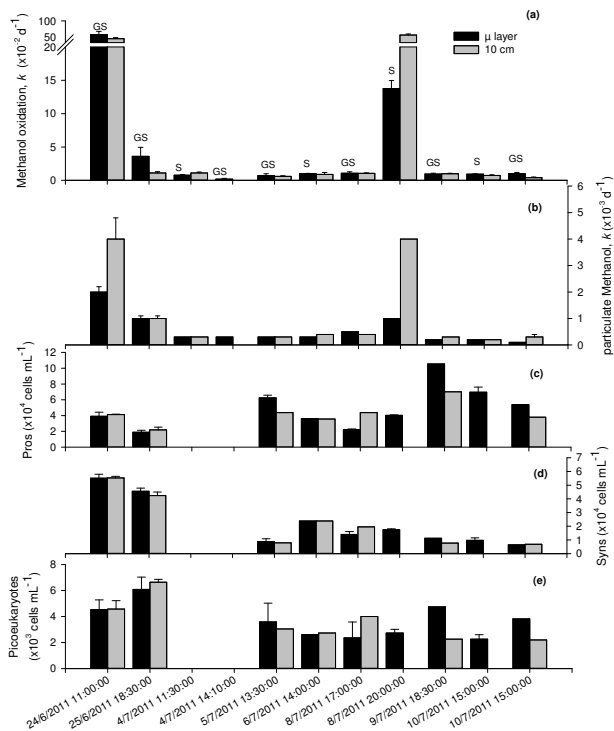 (a)
μ layer
10 cm
Methanol oxidation, k (x10⁻² d⁻¹)
100
50
20
15
10
5
0
GS
GS
S
GS
GS
S
GS
S
GS
S
GS
(b)
particulate Methanol, k (x10⁻³ d⁻¹)
6
5
4
3
2
1
0
(c)
Pros (x10⁴ cells mL⁻¹)
12
10
8
6
4
2
0
(d)
Syns (x10⁴ cells mL⁻¹)
7
6
5
4
3
2
1
0
(e)
Picoeukaryotes
(x10³ cells mL⁻¹)
8
6
4
2
0
24/6/2011 11:00:00
25/6/2011 18:30:00
4/7/2011 11:30:00
4/7/2011 14:10:00
5/7/2011 13:30:00
6/7/2011 14:00:00
8/7/2011 17:00:00
8/7/2011 20:00:00
9/7/2011 18:30:00
10/7/2011 15:00:00
10/7/2011 15:00:00